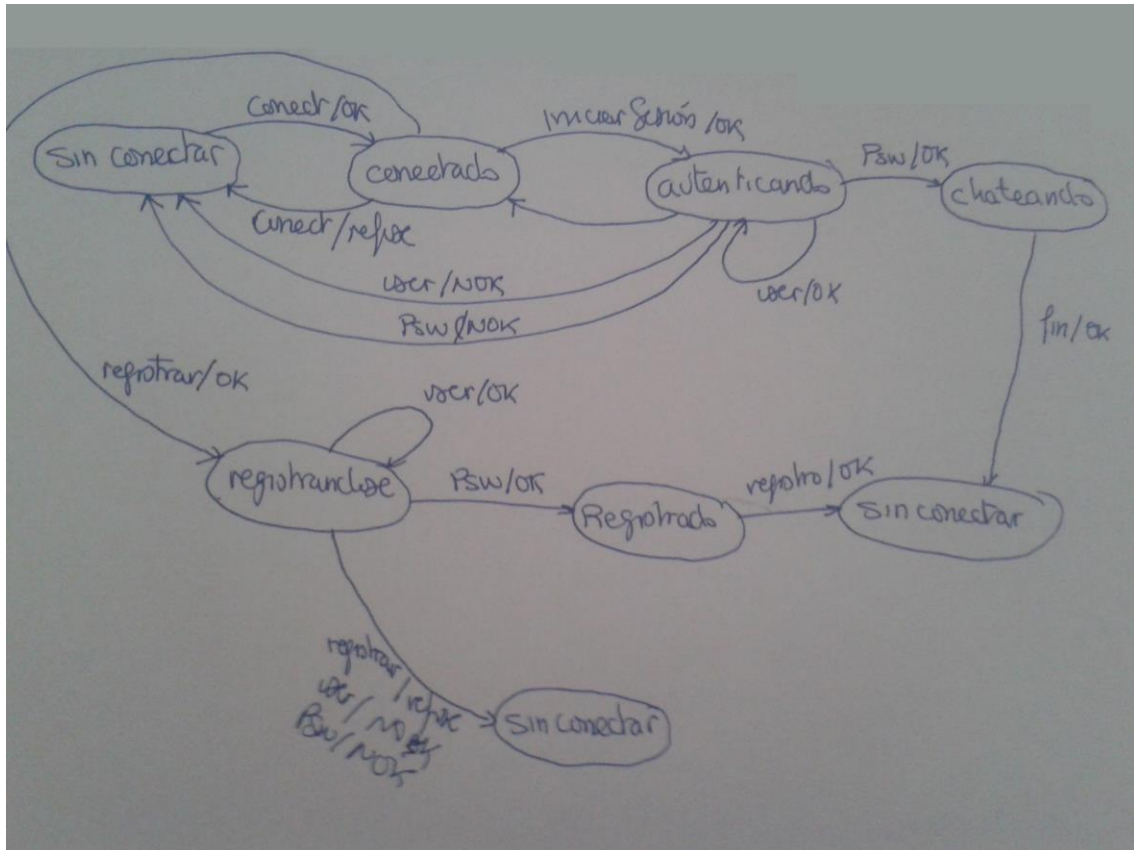 Conect/OK
Iniciar Sesión/OK
Sin conectar
conectado
autenticando
Psw/OK
chateando
Conect/refuse
user/NOK
user/OK
Psw/NOK
fin/OK
registrar/OK
user/OK
registrandose
Psw/OK
Registrado
registro/OK
Sin conectar
registrar/refuse
user/NOK
Psw/NOK
Sin conectar